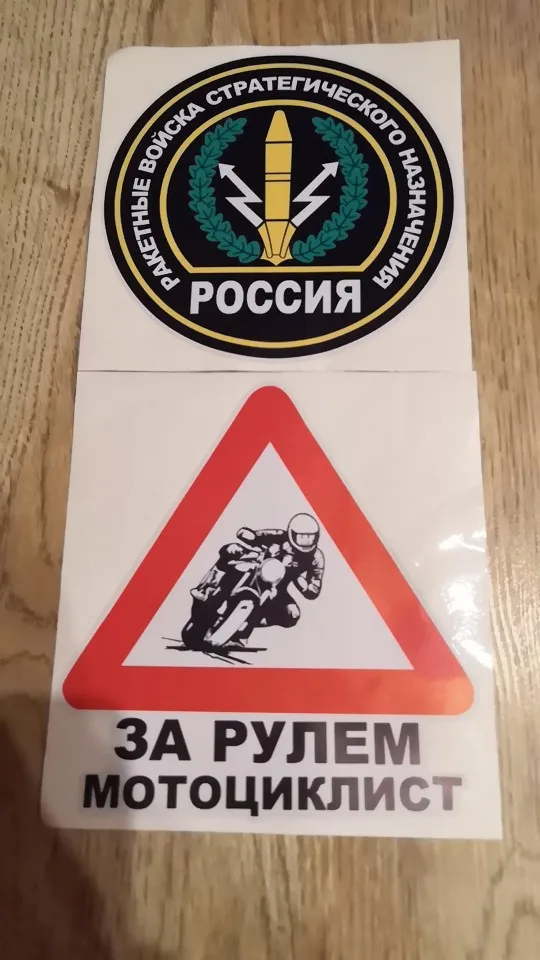 РАКЕТНЫЕ ВОЙСКА СТРАТЕГИЧЕСКОГО НАЗНАЧЕНИЯ
РОССИЯ
ЗА РУЛЕМ
МОТОЦИКЛИСТ